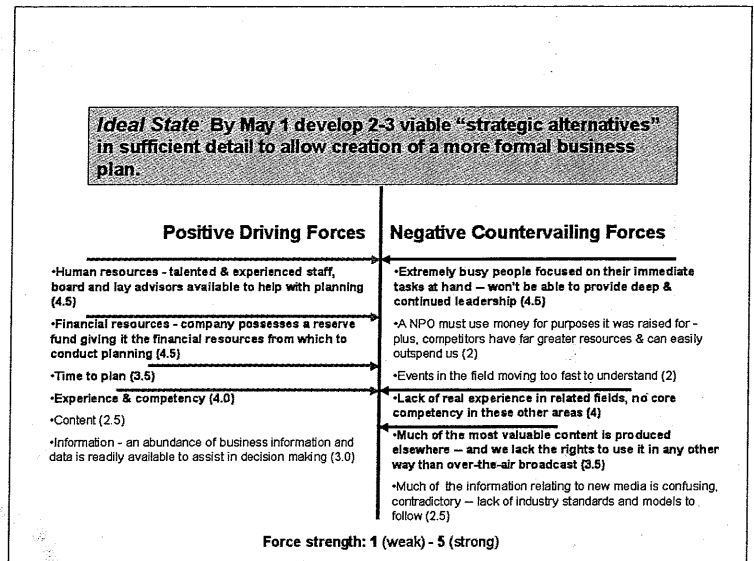 Ideal State. By May 1 develop 2-3 viable “strategic alternatives”
in sufficient detail to allow creation of a more formal business
plan.
Positive Driving Forces
•Human resources - talented & experienced staff,
board and lay advisors available to help with planning
(4.5)
•Financial resources - company possesses a reserve
fund giving it the financial resources from which to
conduct planning (4.5)
•Time to plan (3.5)
•Experience & competency (4.0)
•Content (2.5)
•Information - an abundance of business information and
data is readily available to assist in decision making (3.0)
Negative Countervailing Forces
•Extremely busy people focused on their immediate
tasks at hand – won't be able to provide deep &
continued leadership (4.5)
•A NPO must use money for purposes it was raised for -
plus, competitors have far greater resources & can easily
outspend us (2)
•Events in the field moving too fast to understand (2)
•Lack of real experience in related fields, no core
competency in these other areas (4)
•Much of the most valuable content is produced
elsewhere – and we lack the rights to use it in any other
way than over-the-air broadcast (3.5)
•Much of the information relating to new media is confusing,
contradictory – lack of industry standards and models to
follow (2.5)
Force strength: 1 (weak) - 5 (strong)